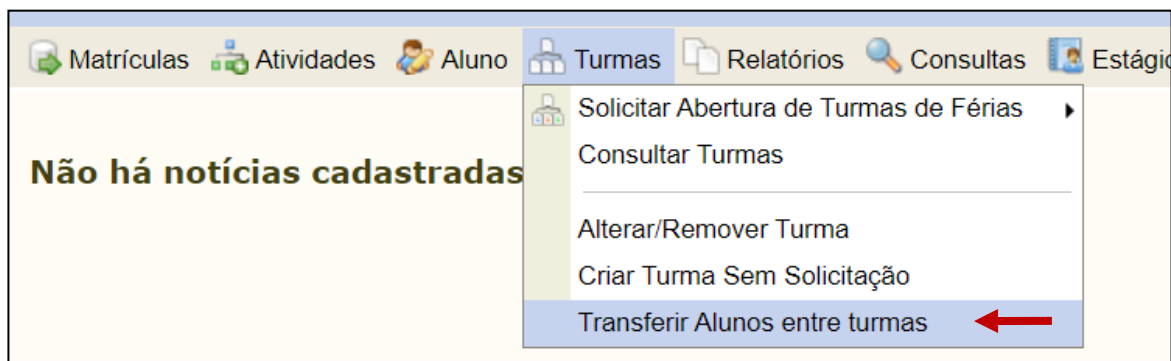 Matrículas Atividades Aluno Turmas Relatórios Consultas Estágio
Solicitar Abertura de Turmas de Férias
Consultar Turmas
Não há notícias cadastradas
Alterar/Remover Turma
Criar Turma Sem Solicitação
Transferir Alunos entre turmas